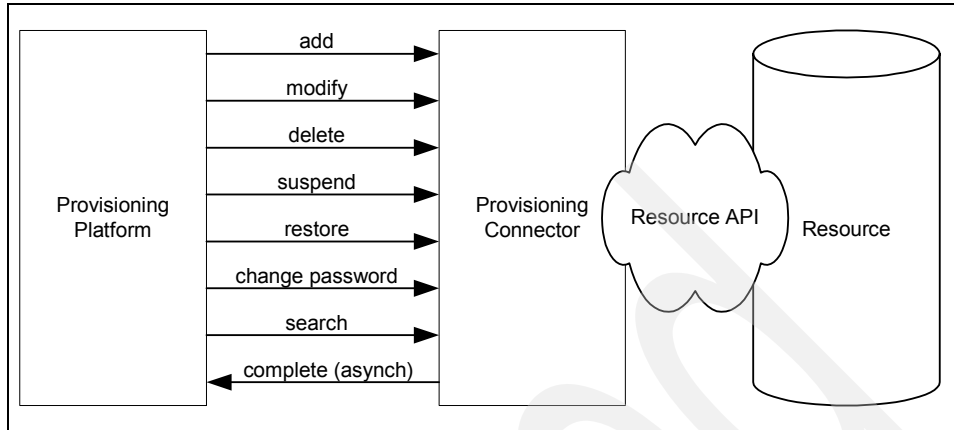 add
modify
delete
suspend
restore
change password
search
complete (asynch)
Provisioning
Platform
Provisioning
Connector
Resource API
Resource